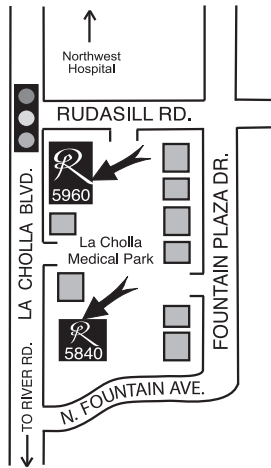 Northwest
Hospital
RUDASILL RD.
R
5960
LA CHOLLA BLVD.
La Cholla
Medical Park
FOUNTAIN PLAZA DR.
R
5840
N. FOUNTAIN AVE.
TO RIVER RD.